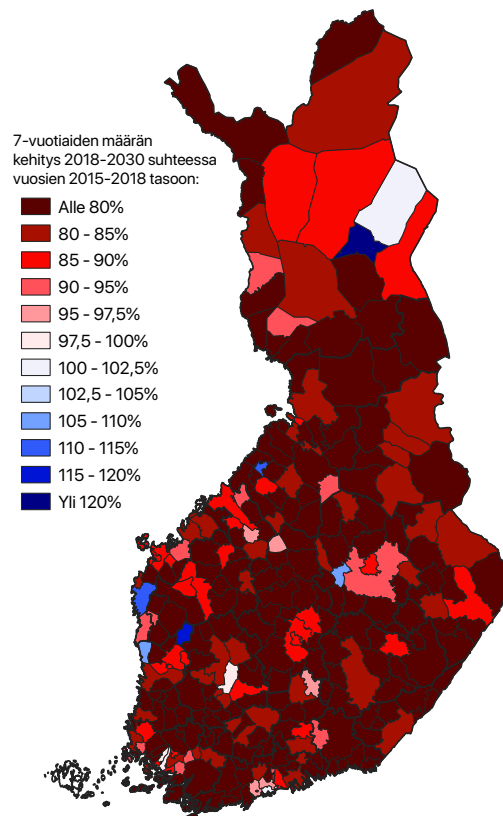 7-vuotiaiden määrän
kehitys 2018-2030 suhteessa
vuosien 2015-2018 tasoon:
Alle 80%
80 - 85%
85 - 90%
90 - 95%
95 - 97,5%
97,5 - 100%
100 - 102,5%
102,5 - 105%
105 - 110%
110 - 115%
115 - 120%
Yli 120%